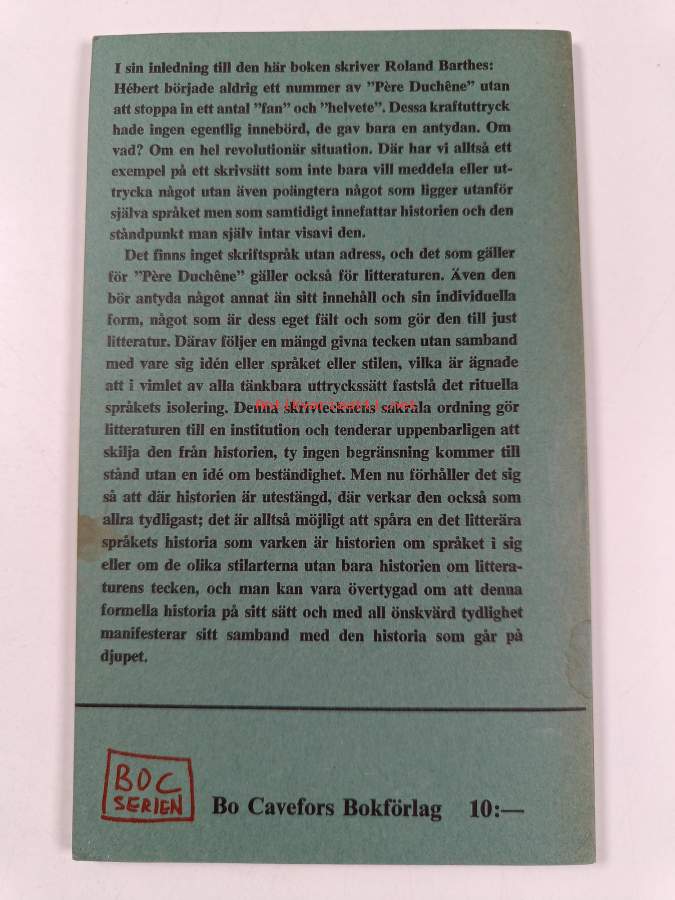 I sin inledning till den här boken skriver Roland Barthes:
Hébert började aldrig ett nummer av ”Père Duchêne” utan
att stoppa in ett antal ”fan” och ”helvete”. Dessa kraftuttryck
hade ingen egentlig innebörd, de gav bara en antydan. Om
vad? Om en hel revolutionär situation. Där har vi alltså ett
exempel på ett skrivsätt som inte bara vill meddela eller ut-
trycka något utan även poängtera något som ligger utanför
själva språket men som samtidigt innefattar historien och den
ståndpunkt man själv intar visavi den.
Det finns inget skriftspråk utan adress, och det som gäller
för ”Père Duchêne” gäller också för litteraturen. Även den
bör antyda något annat än sitt innehåll och sin individuella
form, något som är dess eget fält och som gör den till just
litteratur. Därav följer en mängd givna tecken utan samband
med vare sig idén eller språket eller stilen, vilka är ägnade
att i vimlet av alla tänkbara uttryckssätt fastslå det rituella
språkets isolering. Denna skrivtecknens sakrala ordning gör
litteraturen till en institution och tenderar uppenbarligen att
skilja den från historien, ty ingen begränsning kommer till
stånd utan en idé om beständighet. Men nu förhåller det sig
så att där historien är utestängd, där verkar den också som
allra tydligast; det är alltså möjligt att spåra en det litterära
språkets historia som varken är historien om språket i sig
eller om de olika stilarterna utan bara historien om littera-
turens tecken, och man kan vara övertygad om att denna
formella historia på sitt sätt och med all önskvärd tydlighet
manifesterar sitt samband med den historia som går på
djupet.
BOC
SERIEN
Bo Cavefors Bokförlag 10:—